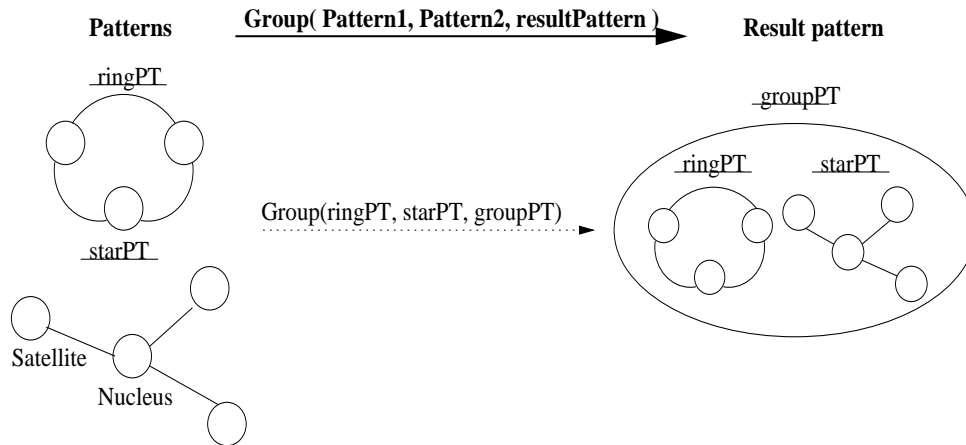 Patterns
Group( Pattern1, Pattern2, resultPattern )
Result pattern
ringPT
groupPT
ringPT
starPT
Group(ringPT, starPT, groupPT)
starPT
Satellite
Nucleus